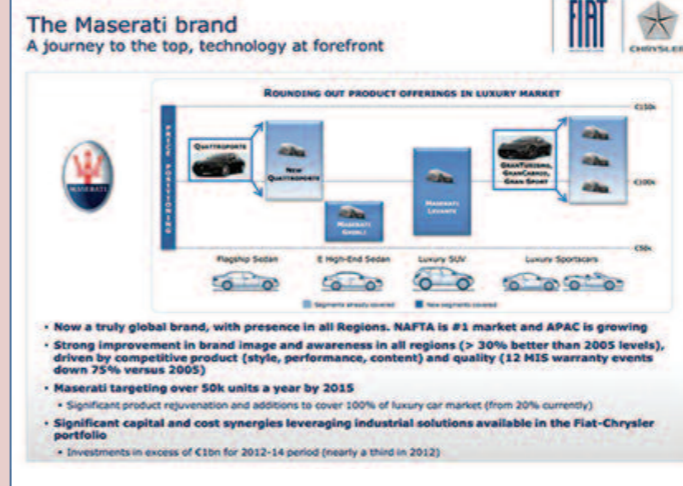 The Maserati brand
A journey to the top, technology at forefront
FIAT
CHRYSLER
ROUNDING OUT PRODUCT OFFERINGS IN LUXURY MARKET
€150k
PRICE POSITIONING
QUATTROPORTE
NEW
QUATTROPORTE
GRANTURISMO,
GRANCABRIO,
GRAN SPORT
€100k
MASERATI
LEVANTE
MASERATI
GHIBLI
MASERATI
€50k
Flagship Sedan
E High-End Sedan
Luxury SUV
Luxury Sportscars
Segments already covered
New segments covered
• Now a truly global brand, with presence in all Regions. NAFTA is #1 market and APAC is growing
• Strong improvement in brand image and awareness in all regions (> 30% better than 2005 levels),
driven by competitive product (style, performance, content) and quality (12 MIS warranty events
down 75% versus 2005)
• Maserati targeting over 50k units a year by 2015
• Significant product rejuvenation and additions to cover 100% of luxury car market (from 20% currently)
• Significant capital and cost synergies leveraging industrial solutions available in the Fiat-Chrysler
portfolio
• Investments in excess of €1bn for 2012-14 period (nearly a third in 2012)